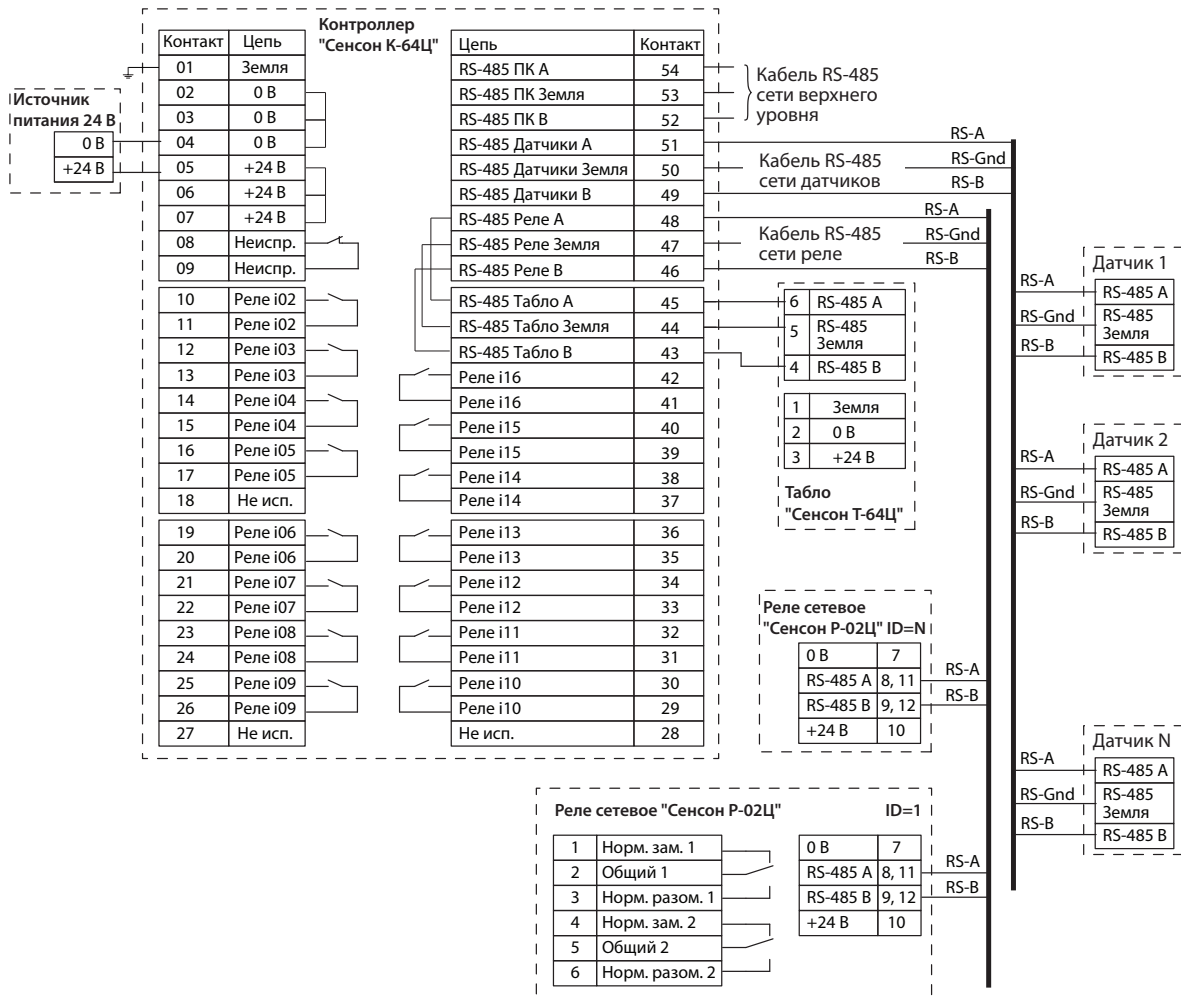 Контроллер
"Сенсон К-64Ц"
Контакт Цепь
01 Земля
02 0 В
03 0 В
04 0 В
05 +24 В
06 +24 В
07 +24 В
08 Неиспр.
09 Неиспр.
10 Реле i02
11 Реле i02
12 Реле i03
13 Реле i03
14 Реле i04
15 Реле i04
16 Реле i05
17 Реле i05
18 Не исп.
19 Реле i06
20 Реле i06
21 Реле i07
22 Реле i07
23 Реле i08
24 Реле i08
25 Реле i09
26 Реле i09
27 Не исп.
Источник
питания 24 В
0 В
+24 В
Цепь Контакт
RS-485 ПК А 54
RS-485 ПК Земля 53
RS-485 ПК В 52
RS-485 Датчики А 51
RS-485 Датчики Земля 50
RS-485 Датчики В 49
RS-485 Реле А 48
RS-485 Реле Земля 47
RS-485 Реле В 46
RS-485 Табло А 45
RS-485 Табло Земля 44
RS-485 Табло В 43
Реле i16 42
Реле i16 41
Реле i15 40
Реле i15 39
Реле i14 38
Реле i14 37
Реле i13 36
Реле i13 35
Реле i12 34
Реле i12 33
Реле i11 32
Реле i11 31
Реле i10 30
Реле i10 29
Не исп. 28
Кабель RS-485
сети верхнего
уровня
Кабель RS-485
сети датчиков
RS-A
RS-Gnd
RS-B
Кабель RS-485
сети реле
RS-A
RS-Gnd
RS-B
6 RS-485 А
5 RS-485
Земля
4 RS-485 В
1 Земля
2 0 В
3 +24 В
Табло
"Сенсон Т-64Ц"
Датчик 1
RS-A
RS-Gnd
RS-B
RS-485 А
RS-485
Земля
RS-485 В
Датчик 2
RS-A
RS-Gnd
RS-B
RS-485 А
RS-485
Земля
RS-485 В
Реле сетевое
"Сенсон Р-02Ц" ID=N
0 В 7
RS-485 А 8, 11
RS-485 В 9, 12
+24 В 10
RS-A
RS-B
Датчик N
RS-A
RS-Gnd
RS-B
RS-485 А
RS-485
Земля
RS-485 В
Реле сетевое "Сенсон Р-02Ц" ID=1
1 Норм. зам. 1
2 Общий 1
3 Норм. разом. 1
4 Норм. зам. 2
5 Общий 2
6 Норм. разом. 2
0 В 7
RS-485 А 8, 11
RS-485 В 9, 12
+24 В 10
RS-A
RS-B